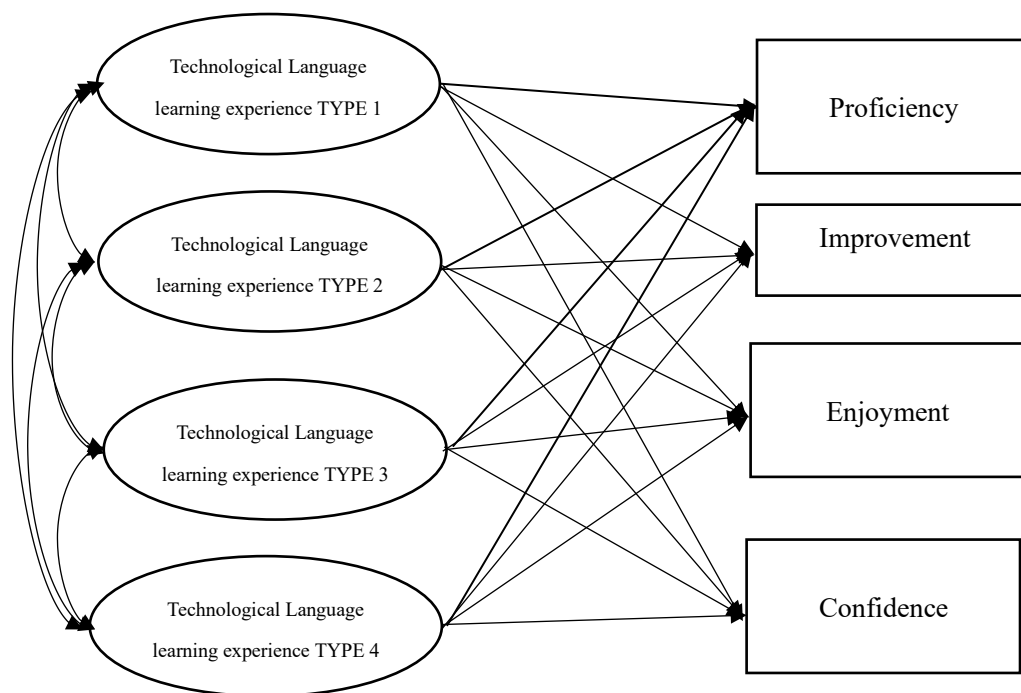 Technological Language
learning experience TYPE 1
Technological Language
learning experience TYPE 2
Technological Language
learning experience TYPE 3
Technological Language
learning experience TYPE 4
Proficiency
Improvement
Enjoyment
Confidence